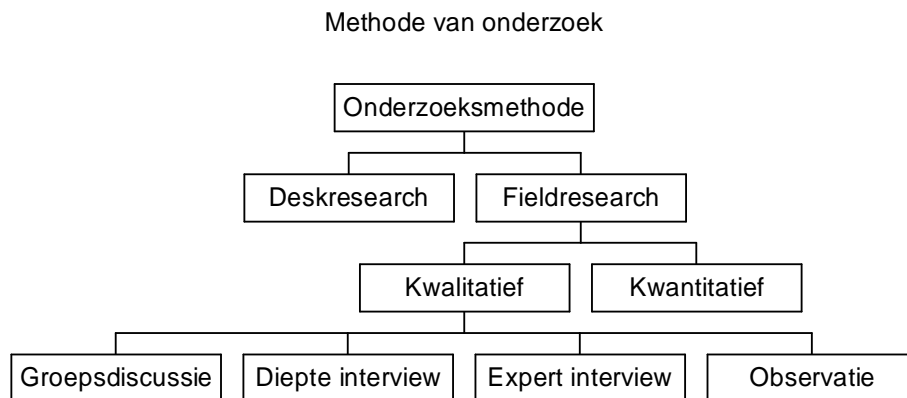 Methode van onderzoek
Onderzoeksmethode
Deskresearch
Fieldresearch
Kwalitatief
Kwantitatief
Groepsdiscussie
Diepte interview
Expert interview
Observatie